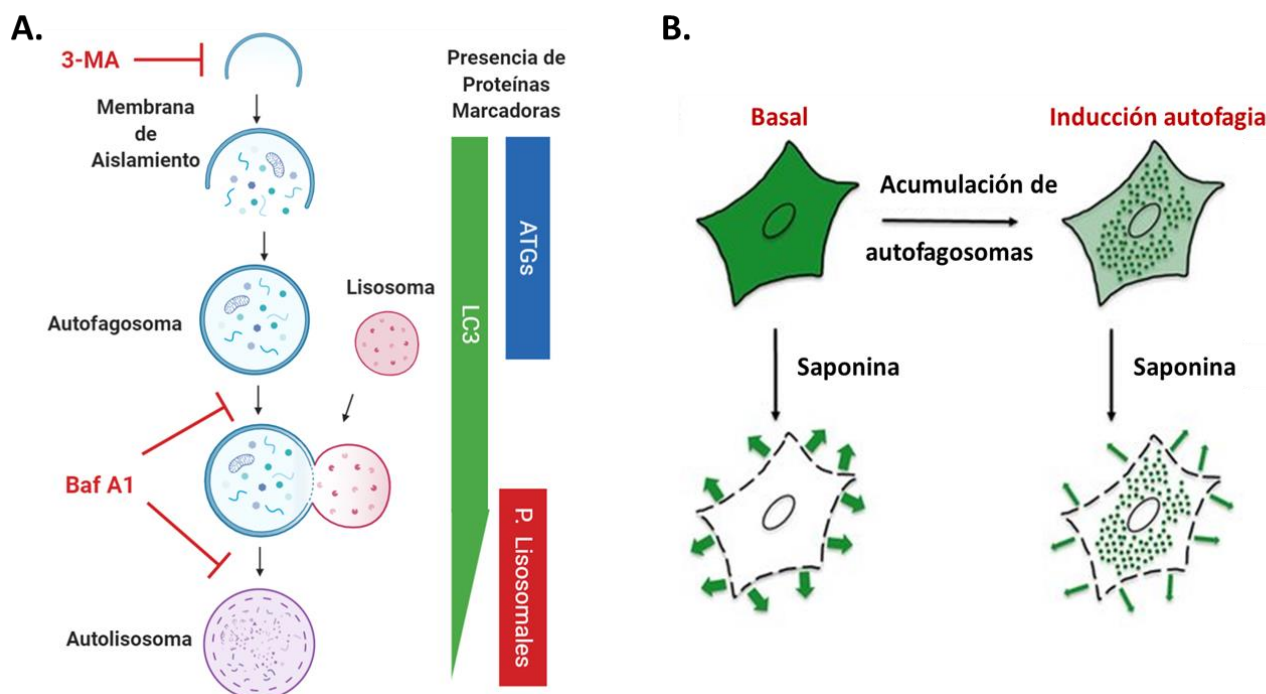 A.
3-MA
Membrana
de
Aislamiento
Autofagosoma
Lisosoma
Baf A1
Autolisosoma
Presencia de
Proteínas
Marcadoras
LC3
ATGs
P. Lisosomales
B.
Basal
Inducción autofagia
Acumulación de
autofagosomas
Saponina
Saponina